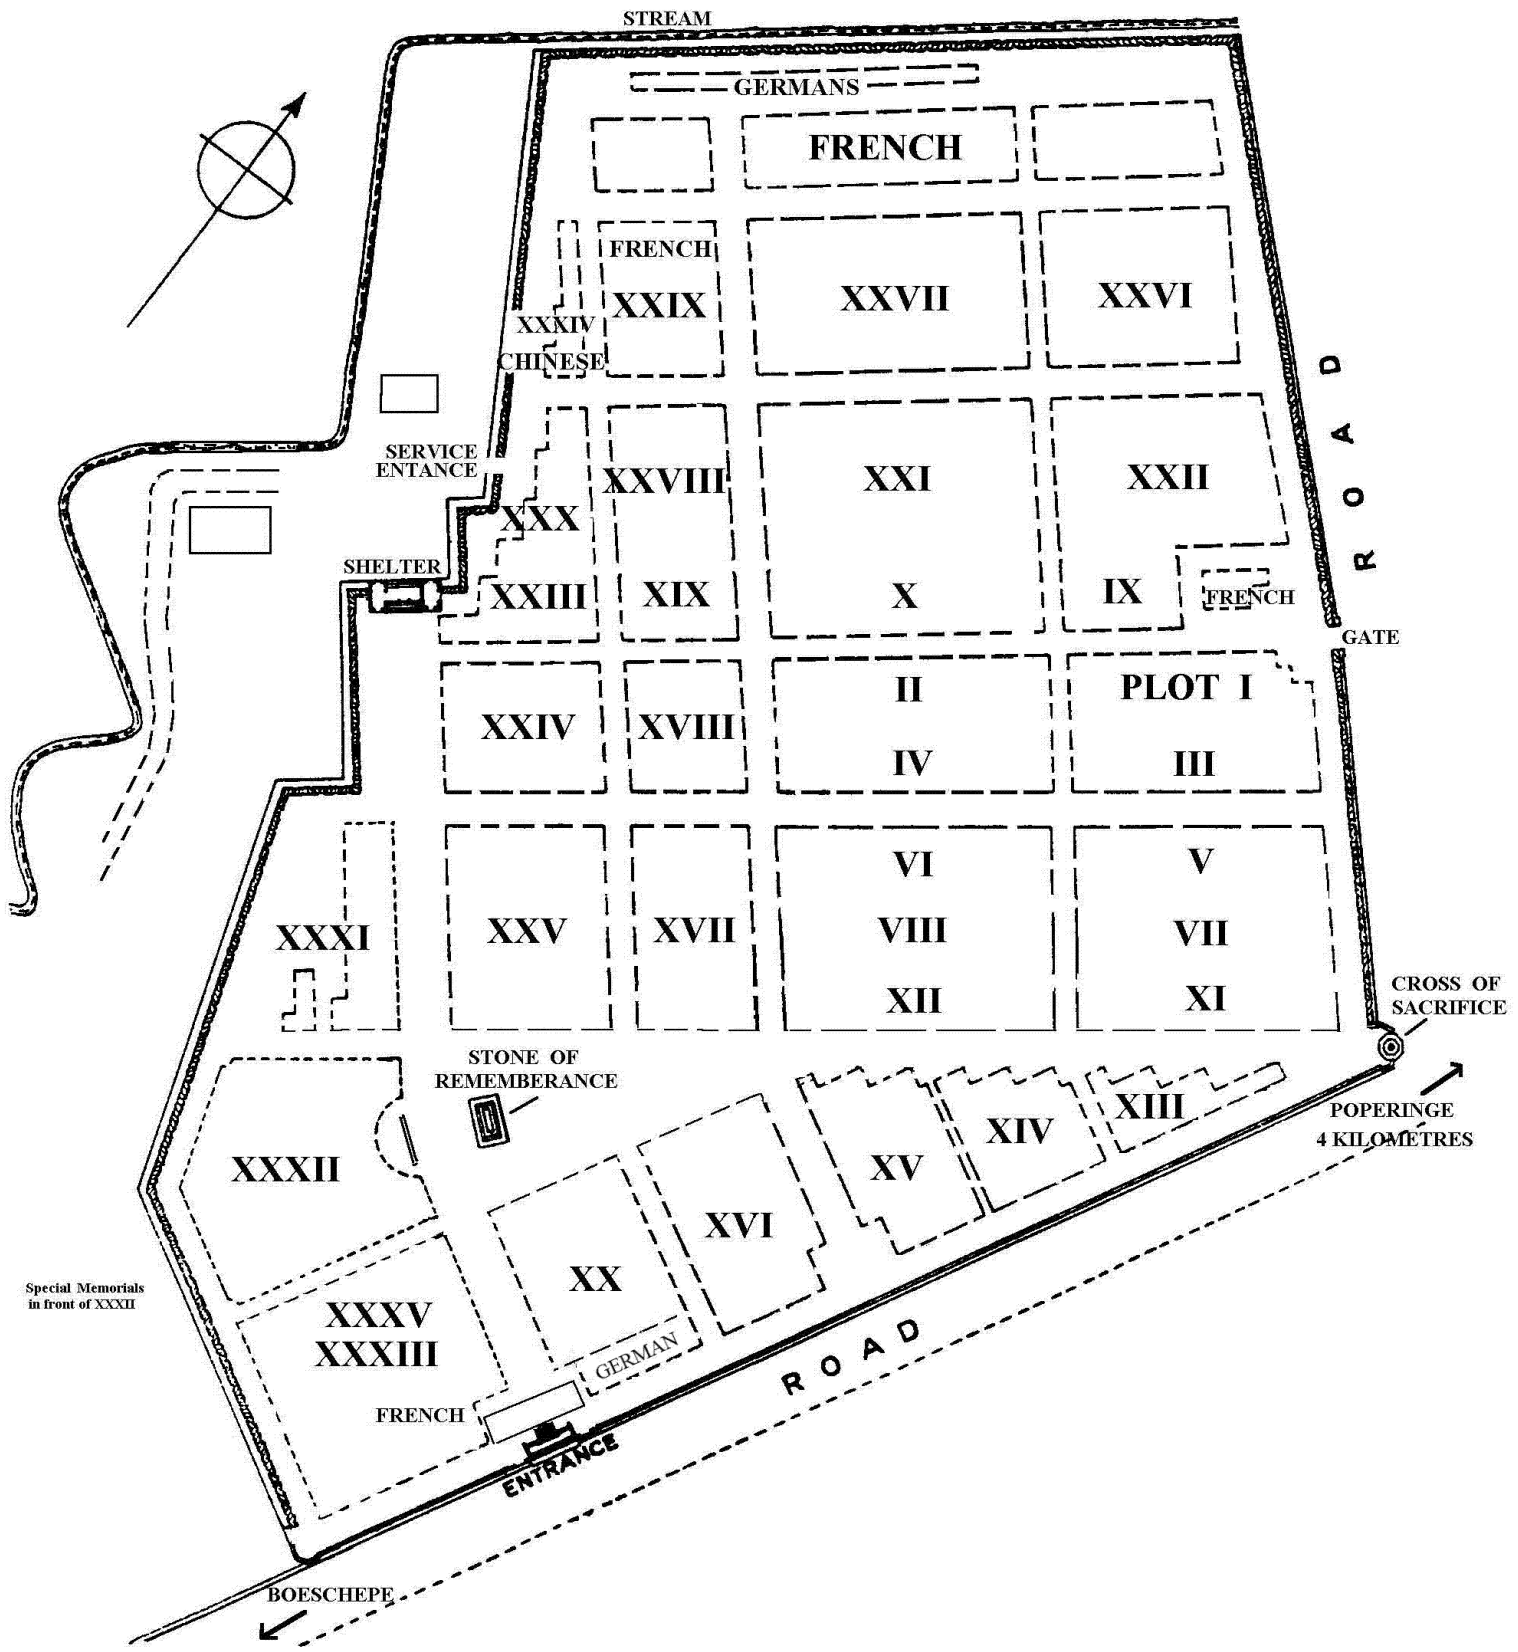 STREAM
GERMANS
FRENCH
FRENCH
XXIX
XXVII
XXVI
XXXIV
CHINESE
ROAD
SERVICE
ENTANCE
XXVIII
XXI
XXII
XXX
SHELTER
XXIII
XIX
X
IX
FRENCH
GATE
XXIV
XVIII
II
IV
PLOT I
III
XXXI
XXV
XVII
VI
VIII
XII
V
VII
XI
CROSS OF
SACRIFICE
STONE OF
REMEMBERANCE
XXXII
XVI
XV
XIV
XIII
POPERINGE
4 KILOMETRES
Special Memorials
in front of XXXII
XX
XXXV
XXXIII
GERMAN
FRENCH
ROAD
ENTRANCE
BOESCHEPE